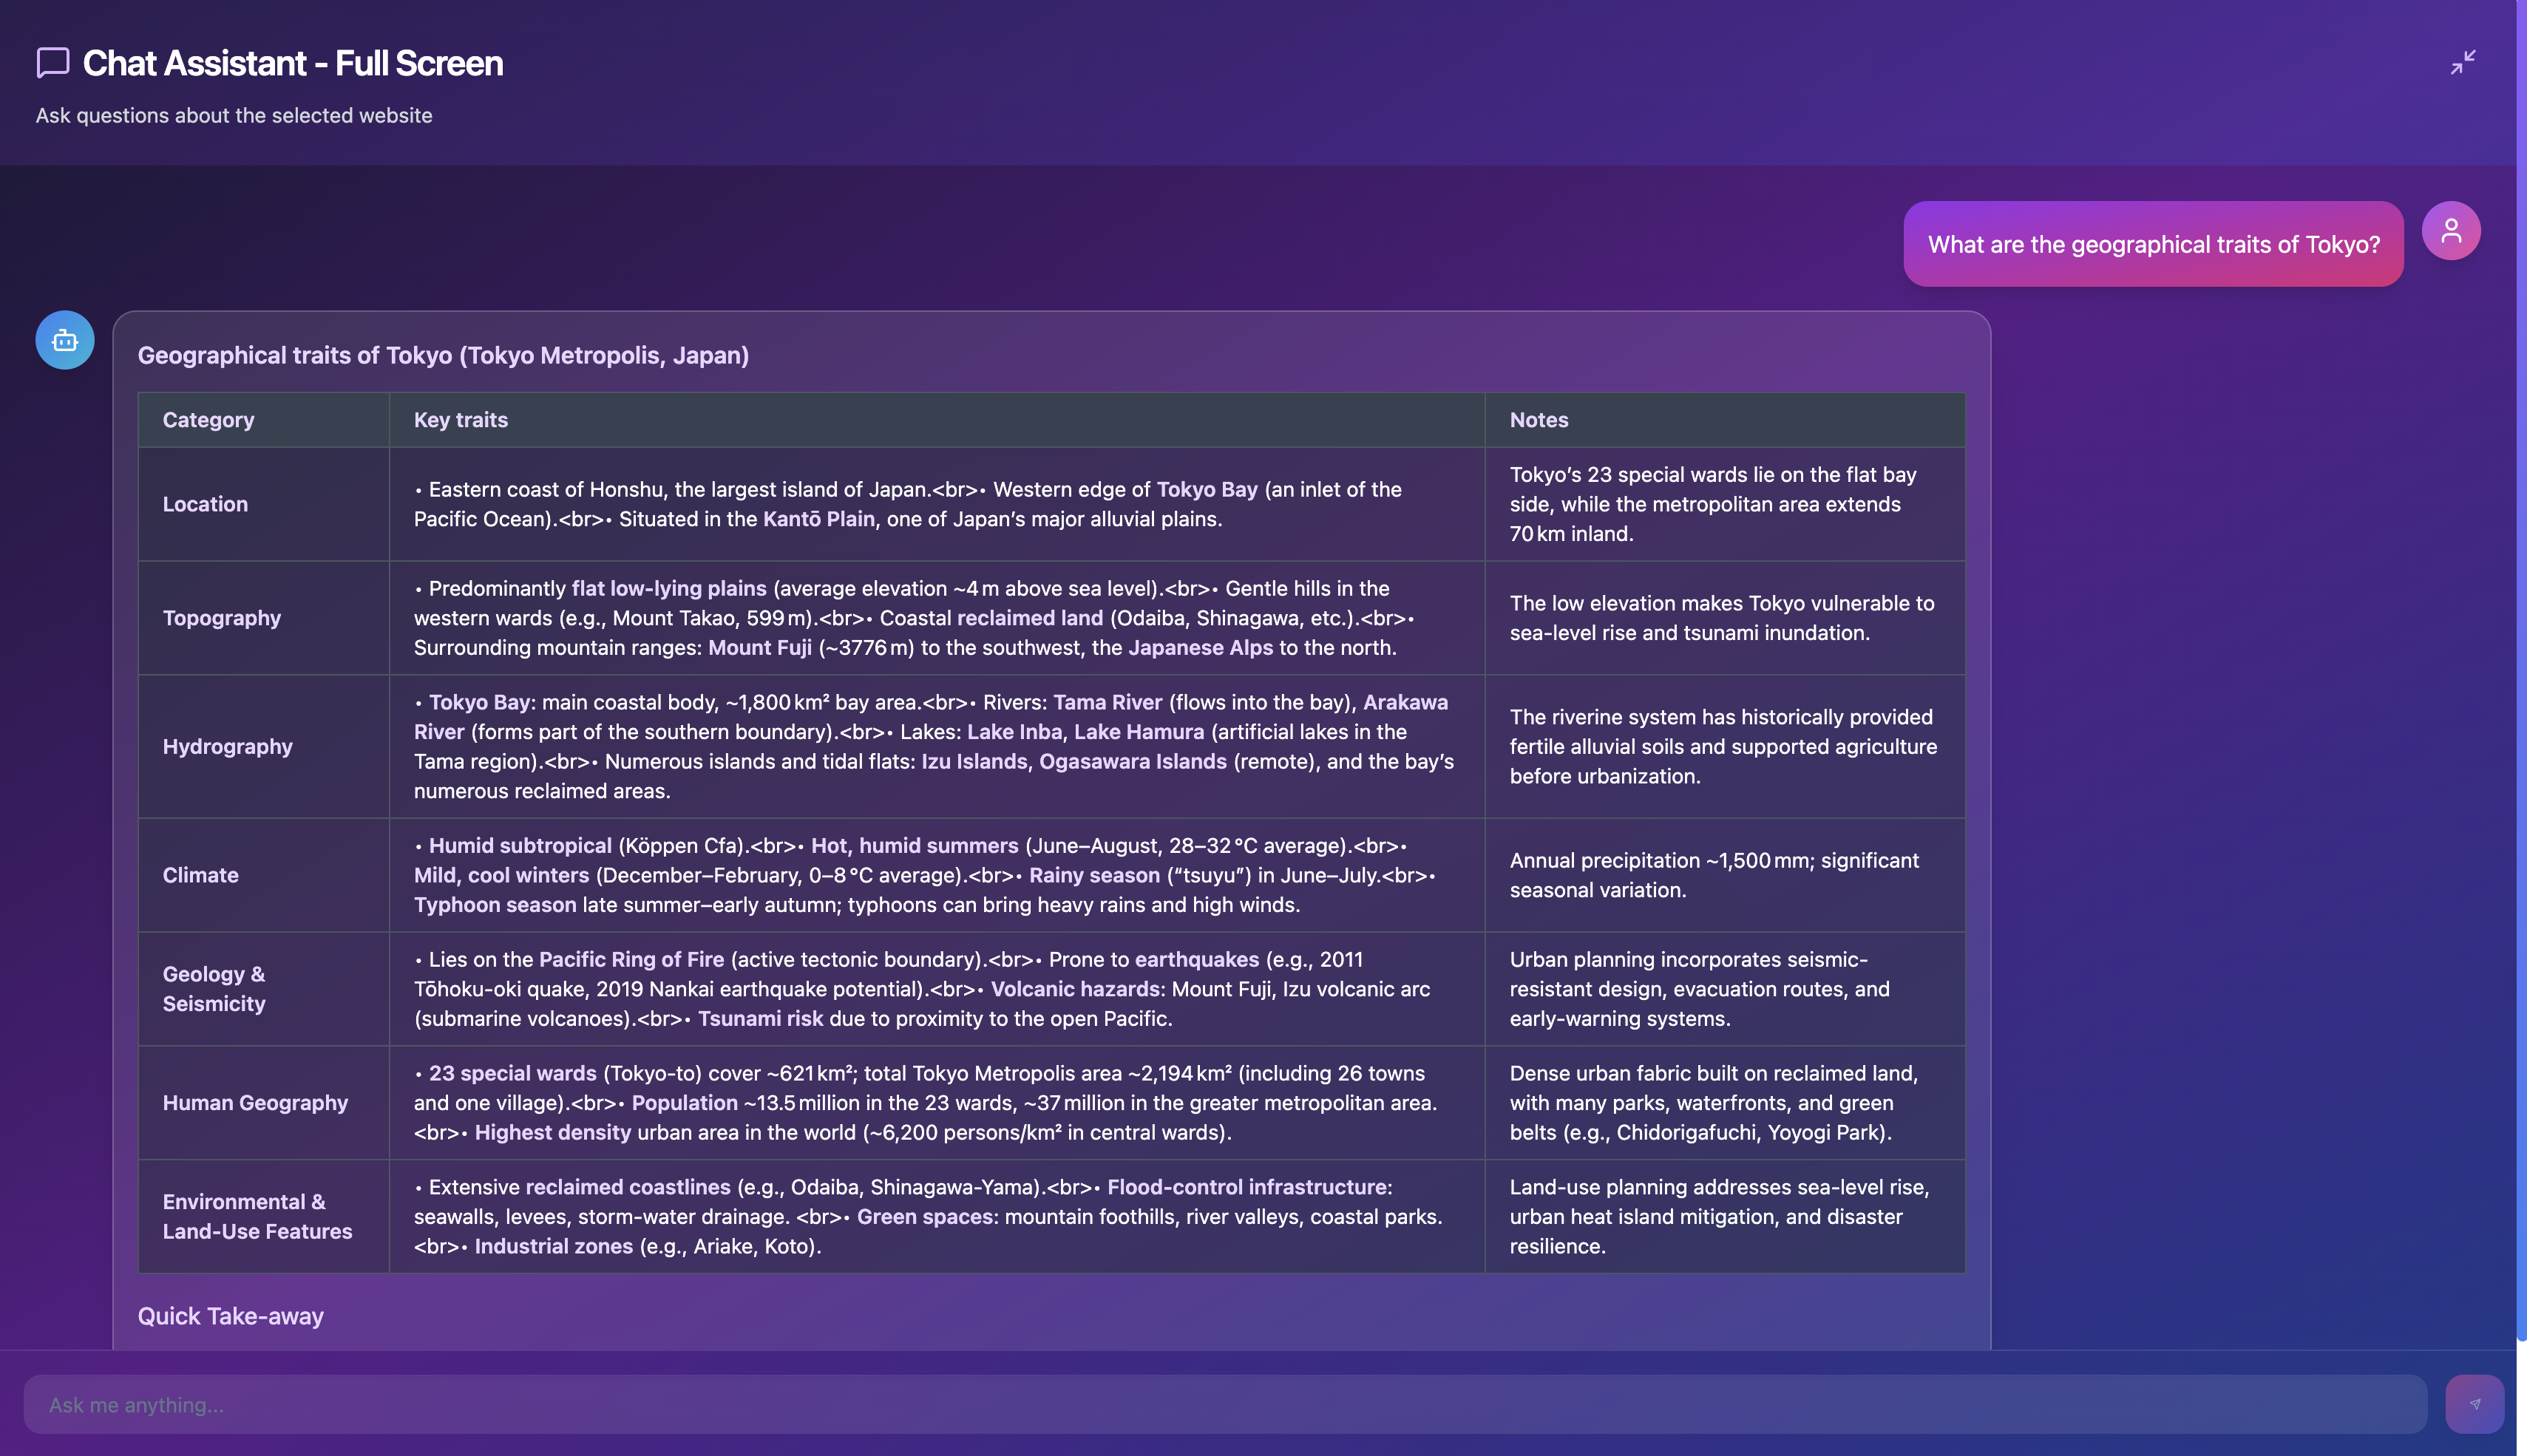 Chat Assistant - Full Screen
Ask questions about the selected website
What are the geographical traits of Tokyo?
Geographical traits of Tokyo (Tokyo Metropolis, Japan)
Category
Key traits
Notes
Location
• Eastern coast of Honshu, the largest island of Japan.<br>• Western edge of Tokyo Bay (an inlet of the
Pacific Ocean).<br>• Situated in the Kantō Plain, one of Japan’s major alluvial plains.
Tokyo’s 23 special wards lie on the flat bay
side, while the metropolitan area extends
70 km inland.
Topography
• Predominantly flat low-lying plains (average elevation ~4 m above sea level).<br>• Gentle hills in the
western wards (e.g., Mount Takao, 599 m).<br>• Coastal reclaimed land (Odaiba, Shinagawa, etc.).<br>•
Surrounding mountain ranges: Mount Fuji (~3776 m) to the southwest, the Japanese Alps to the north.
The low elevation makes Tokyo vulnerable to
sea-level rise and tsunami inundation.
Hydrography
• Tokyo Bay: main coastal body, ~1,800 km² bay area.<br>• Rivers: Tama River (flows into the bay), Arakawa
River (forms part of the southern boundary).<br>• Lakes: Lake Inba, Lake Hamura (artificial lakes in the
Tama region).<br>• Numerous islands and tidal flats: Izu Islands, Ogasawara Islands (remote), and the bay’s
numerous reclaimed areas.
The riverine system has historically provided
fertile alluvial soils and supported agriculture
before urbanization.
Climate
• Humid subtropical (Köppen Cfa).<br>• Hot, humid summers (June–August, 28–32 °C average).<br>•
Mild, cool winters (December–February, 0–8 °C average).<br>• Rainy season (“tsuyu”) in June–July.<br>•
Typhoon season late summer–early autumn; typhoons can bring heavy rains and high winds.
Annual precipitation ~1,500 mm; significant
seasonal variation.
Geology &
Seismicity
• Lies on the Pacific Ring of Fire (active tectonic boundary).<br>• Prone to earthquakes (e.g., 2011
Tōhoku-oki quake, 2019 Nankai earthquake potential).<br>• Volcanic hazards: Mount Fuji, Izu volcanic arc
(submarine volcanoes).<br>• Tsunami risk due to proximity to the open Pacific.
Urban planning incorporates seismic-
resistant design, evacuation routes, and
early-warning systems.
Human Geography
• 23 special wards (Tokyo-to) cover ~621 km²; total Tokyo Metropolis area ~2,194 km² (including 26 towns
and one village).<br>• Population ~13.5 million in the 23 wards, ~37 million in the greater metropolitan area.
<br>• Highest density urban area in the world (~6,200 persons/km² in central wards).
Dense urban fabric built on reclaimed land,
with many parks, waterfronts, and green
belts (e.g., Chidorigafuchi, Yoyogi Park).
Environmental &
Land-Use Features
• Extensive reclaimed coastlines (e.g., Odaiba, Shinagawa-Yama).<br>• Flood-control infrastructure:
seawalls, levees, storm-water drainage. <br>• Green spaces: mountain foothills, river valleys, coastal parks.
<br>• Industrial zones (e.g., Ariake, Koto).
Land-use planning addresses sea-level rise,
urban heat island mitigation, and disaster
resilience.
Quick Take-away
Ask me anything...